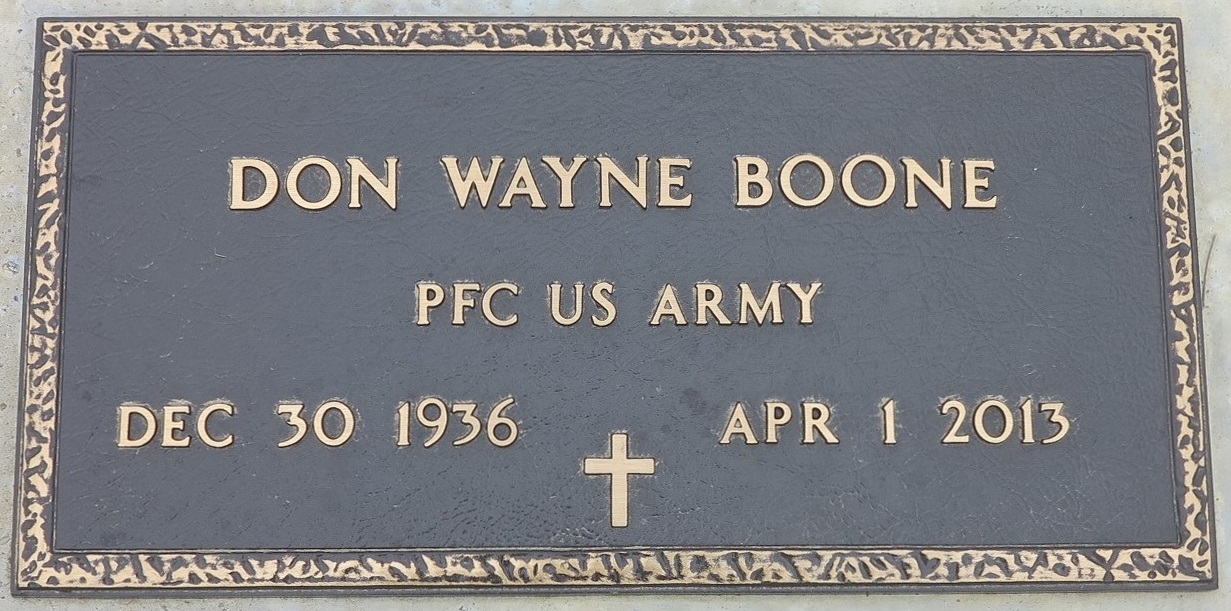 DON WAYNE BOONE
PFC US ARMY
DEC 30 1936 APR 1 2013